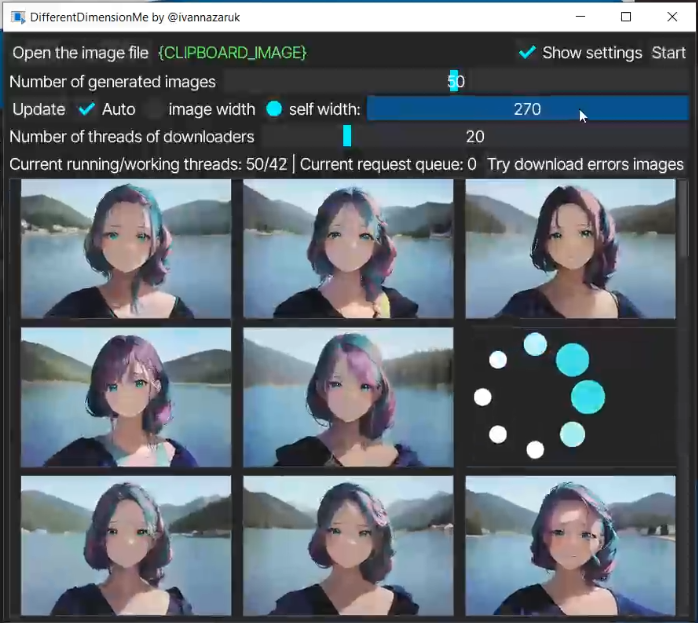 DifferentDimensionMe by @ivannazaruk
Open the image file {CLIPBOARD_IMAGE} Show settings Start
Number of generated images 50
Update Auto image width self width: 270
Number of threads of downloaders 20
Current running/working threads: 50/42 | Current request queue: 0 Try download errors images